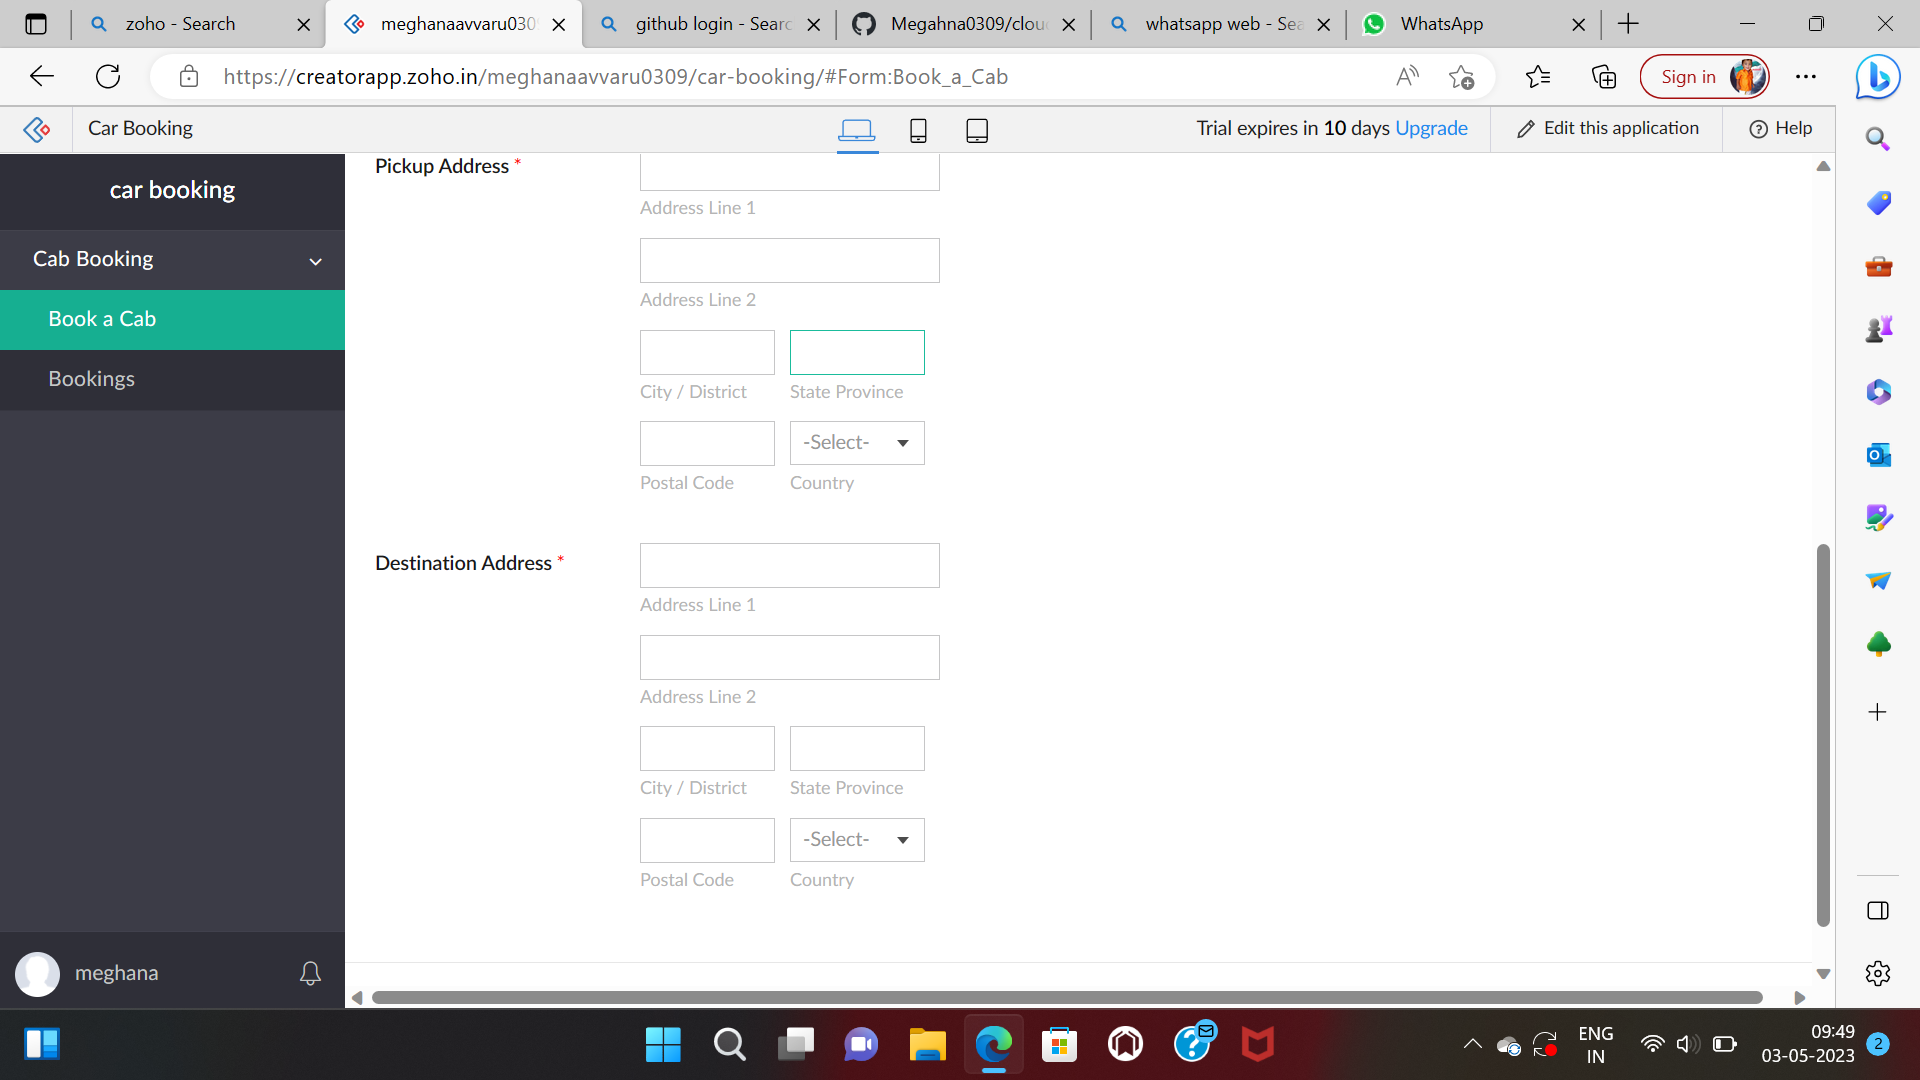 zoho - Search
meghanaavvaru030
github login - Searc
Megahna0309/clou
whatsapp web - Sea
WhatsApp
https://creatorapp.zoho.in/meghanaavvaru0309/car-booking/#Form:Book_a_Cab
Sign in
Car Booking
Trial expires in 10 days Upgrade
Edit this application
Help
car booking
Cab Booking
Book a Cab
Bookings
meghana
Pickup Address *
Address Line 1
Address Line 2
City / District
State Province
-Select-
Postal Code
Country
Destination Address *
Address Line 1
Address Line 2
City / District
State Province
-Select-
Postal Code
Country
ENG
IN
09:49
03-05-2023
2